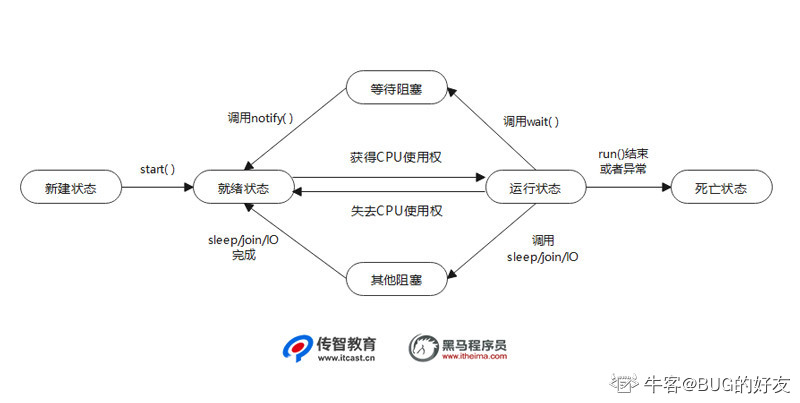 等待阻塞
调用notify( )
调用wait( )
获得CPU使用权
start( )
run()结束
或者异常
新建状态
就绪状态
运行状态
死亡状态
失去CPU使用权
sleep/join/IO
完成
调用
sleep/join/IO
其他阻塞
传智教育
www.itcast.cn
黑马程序员
www.itheima.com
牛客@BUG的好友